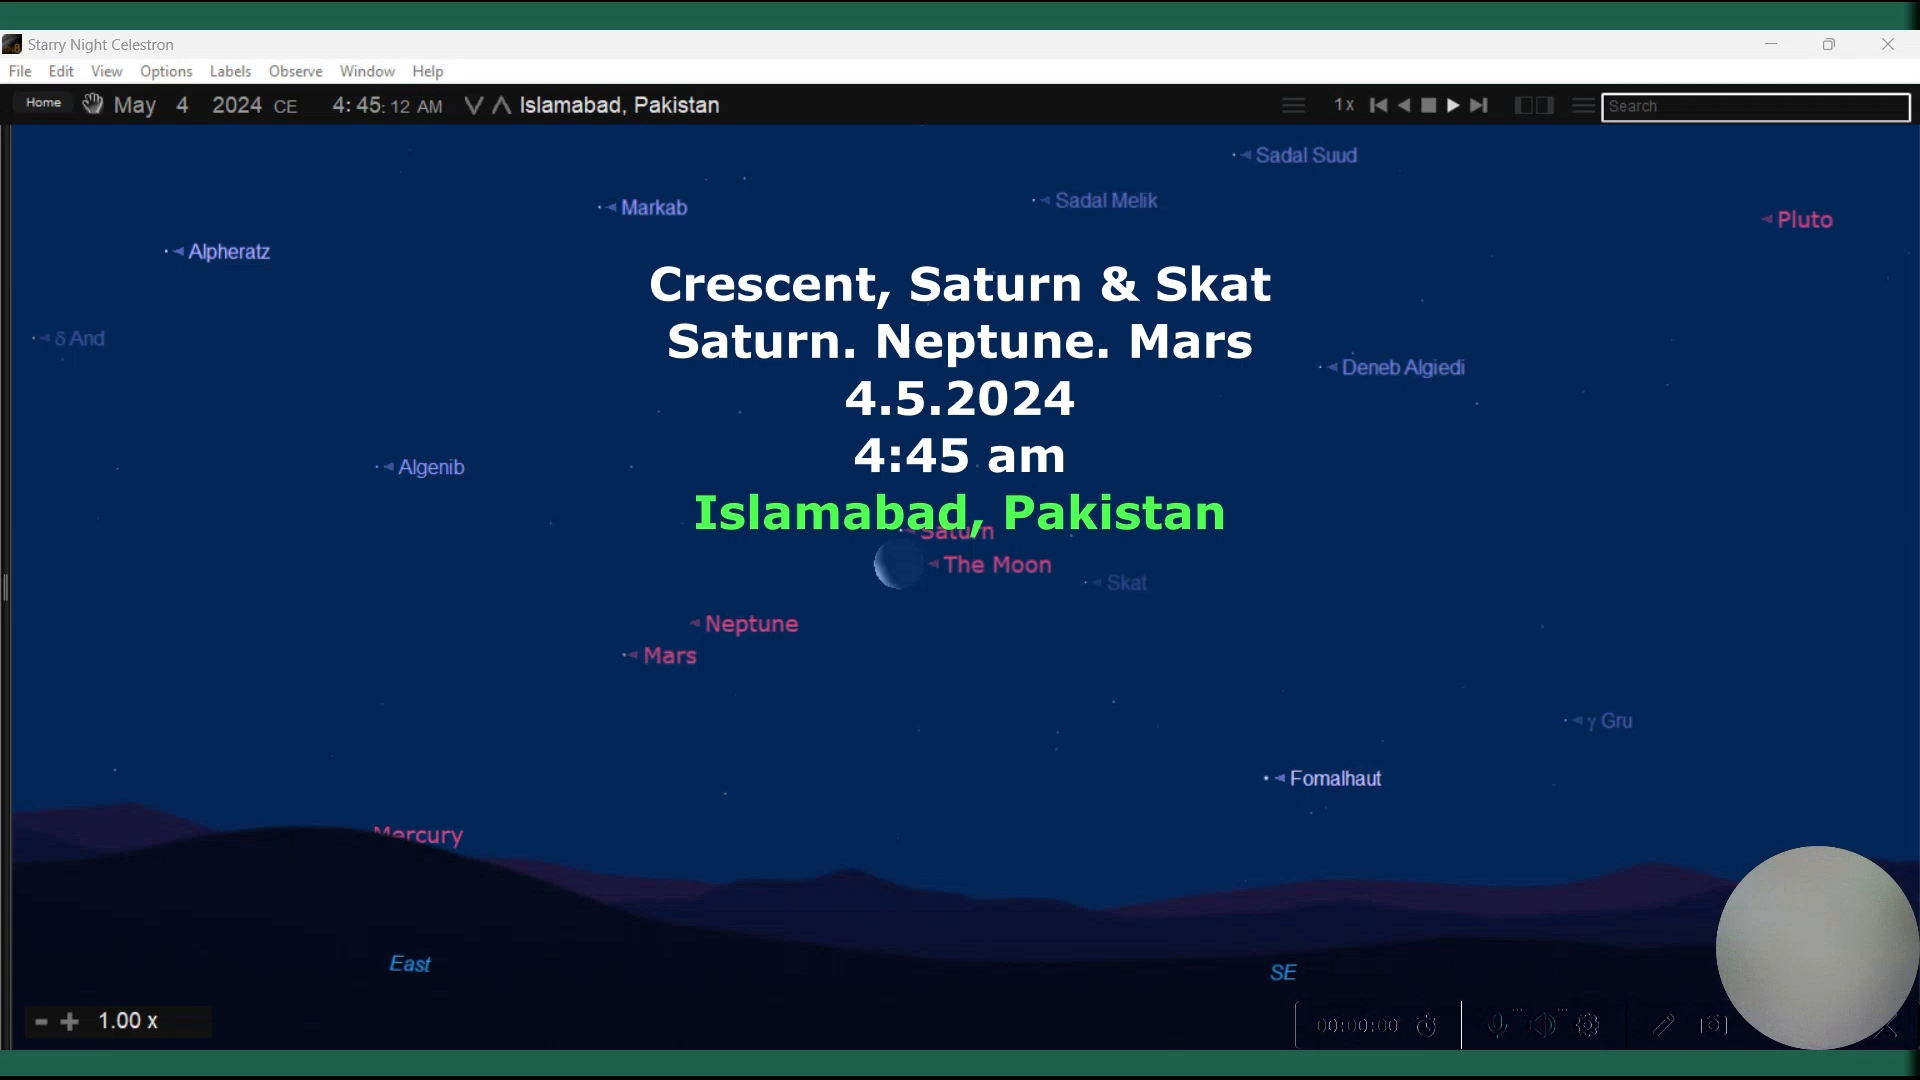 Starry Night Celestron
File Edit View Options Labels Observe Window Help
Home May 4 2024 CE 4:45:12 AM Islamabad, Pakistan 1x Search
Sadal Suud
Markab
Sadal Melik
Pluto
Alpheratz
Crescent, Saturn & Skat
Saturn. Neptune. Mars
δ And
Deneb Algiedi
4.5.2024
4:45 am
Algenib
Islamabad, Pakistan
Saturn
The Moon
Skat
Neptune
Mars
γ Gru
Fomalhaut
Mercury
East
SE
1.00 x
00:00:00